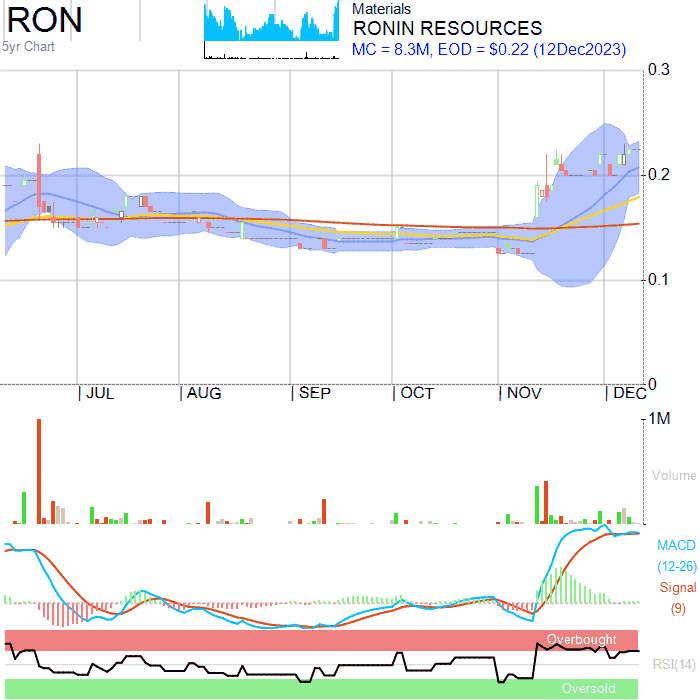 RON
5yr Chart
Materials
RONIN RESOURCES
MC = 8.3M, EOD = $0.22 (12Dec2023)
0.3
0.2
0.1
0
JUL
AUG
SEP
OCT
NOV
DEC
1M
Volume
MACD
(12-26)
Signal
(9)
Overbought
RSI(14)
Oversold